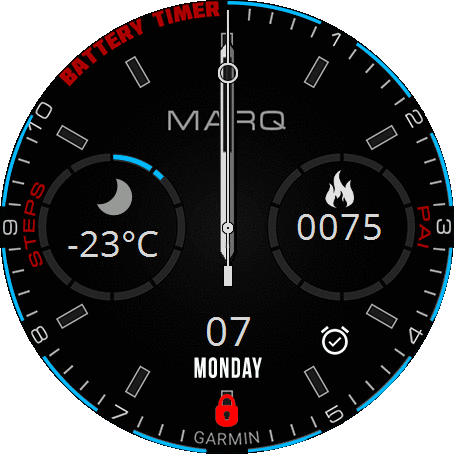 BATTERY TIMER
1
10
2
MARQ
STEPS
9
-23°C
0075
3
PAI
8
4
07
MONDAY
7
5
GARMIN